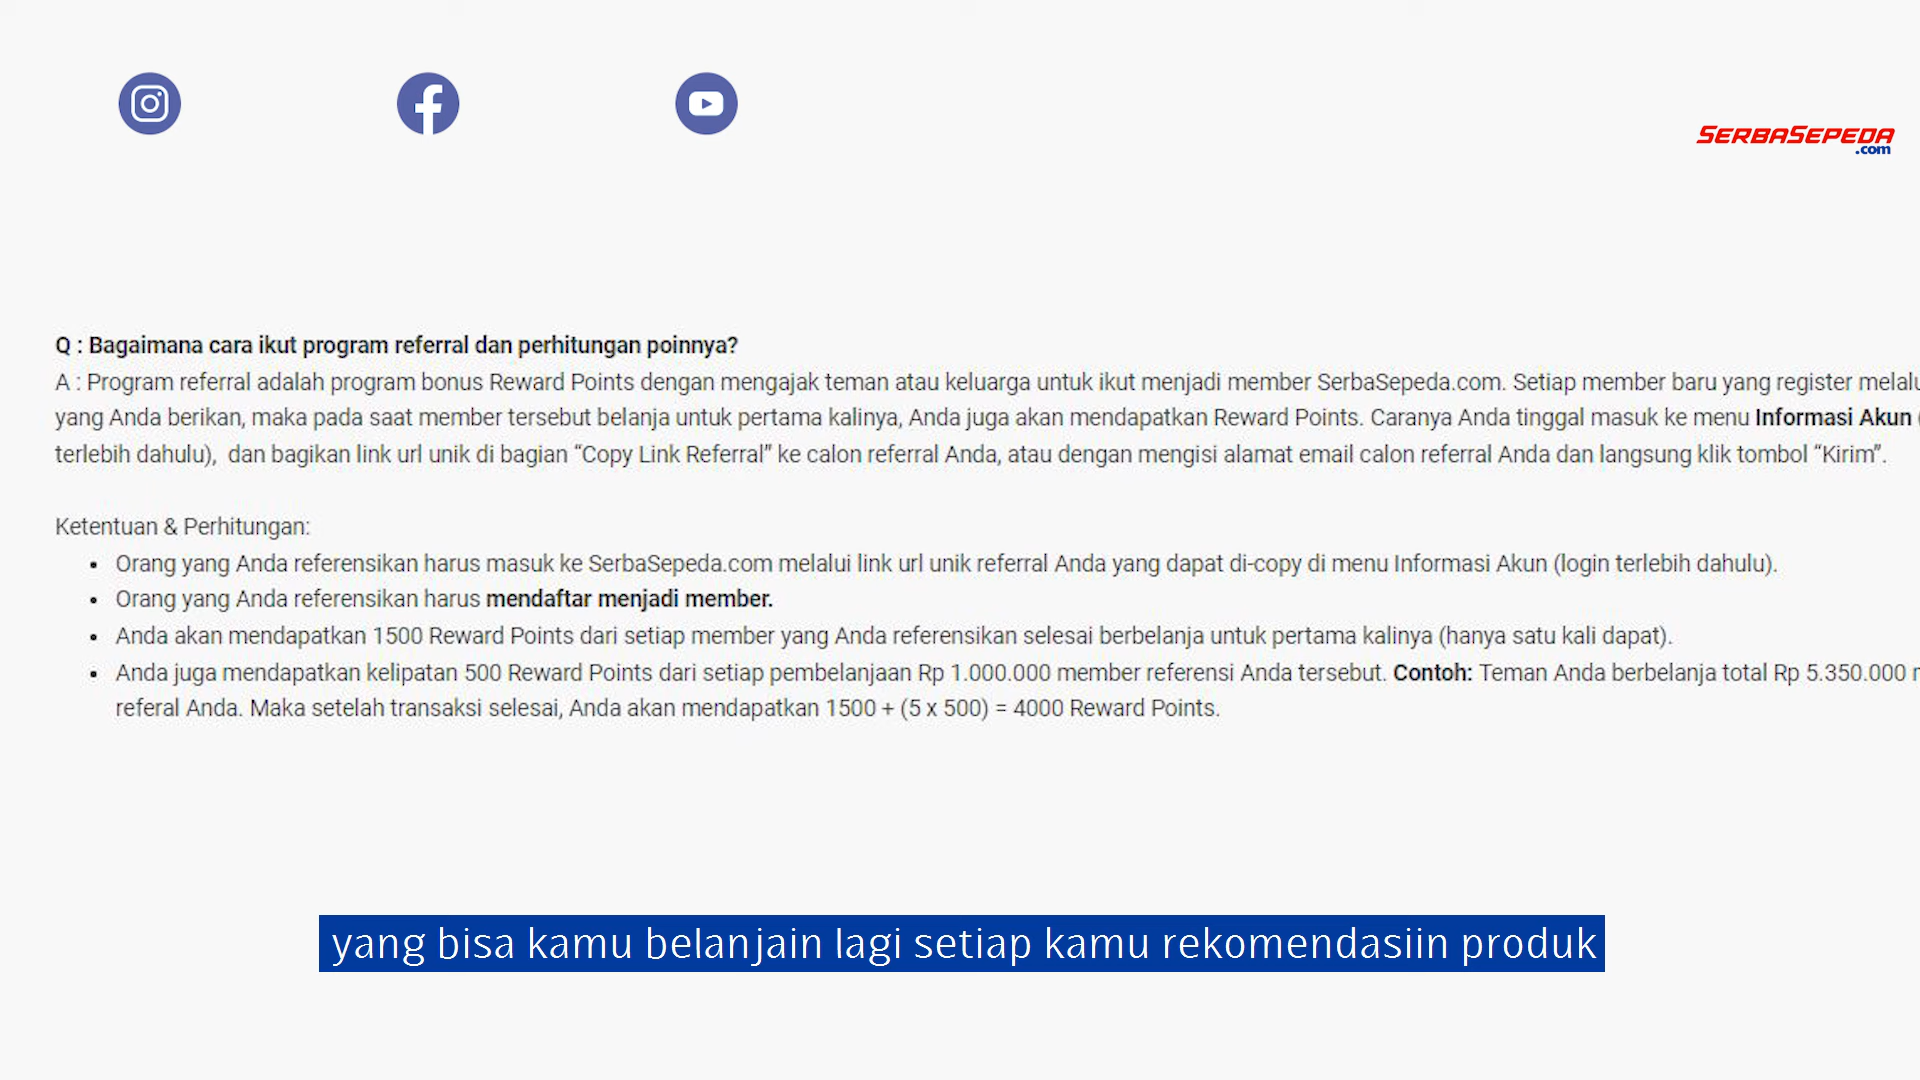 SERBASEPEDA
.com
Q : Bagaimana cara ikut program referral dan perhitungan poinnya?
A : Program referral adalah program bonus Reward Points dengan mengajak teman atau keluarga untuk ikut menjadi member SerbaSepeda.com. Setiap member baru yang register
yang Anda berikan, maka pada saat member tersebut belanja untuk pertama kalinya, Anda juga akan mendapatkan Reward Points. Caranya Anda tinggal masuk ke menu Informasi Akun (
terlebih dahulu), dan bagikan link url unik di bagian “Copy Link Referral” ke calon referral Anda, atau dengan mengisi alamat email calon referral Anda dan langsung klik tombol “Kirim”.
Ketentuan & Perhitungan:
• Orang yang Anda referensikan harus masuk ke SerbaSepeda.com melalui link url unik referral Anda yang dapat di-copy di menu Informasi Akun (login terlebih dahulu).
• Orang yang Anda referensikan harus mendaftar menjadi member.
• Anda akan mendapatkan 1500 Reward Points dari setiap member yang Anda referensikan selesai berbelanja untuk pertama kalinya (hanya satu kali dapat).
• Anda juga mendapatkan kelipatan 500 Reward Points dari setiap pembelanjaan Rp 1.000.000 member referensi Anda tersebut. Contoh: Teman Anda berbelanja total Rp 5.350.000
referal Anda. Maka setelah transaksi selesai, Anda akan mendapatkan 1500 + (5 x 500) = 4000 Reward Points.
yang bisa kamu belanjain lagi setiap kamu rekomendasiin produk